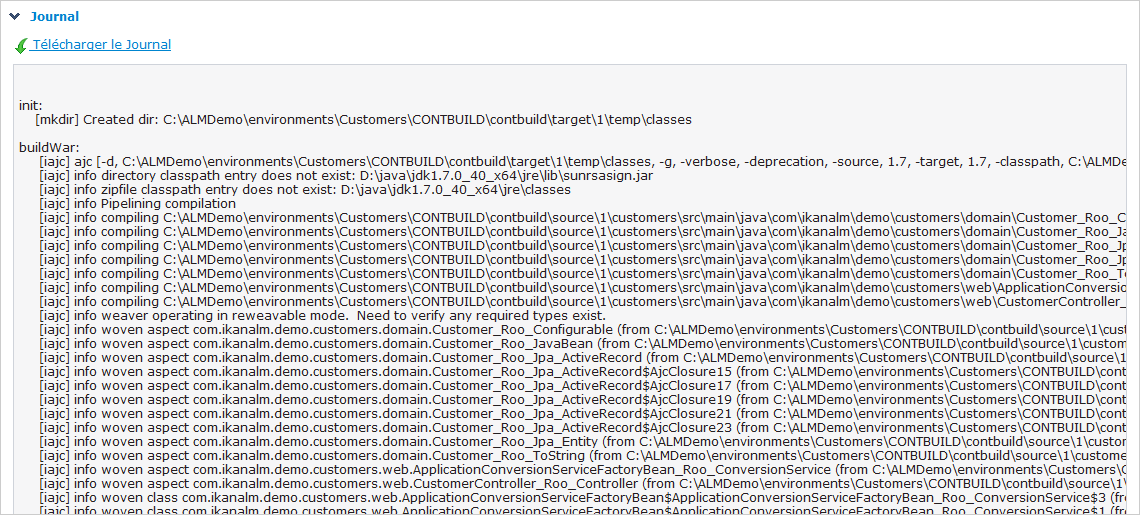 Journal
Télécharger le Journal
init:
[mkdir] Created dir: C:\ALMDemo\environments\Customers\CONTBUILD\contbuild\target\1\temp\classes
buildWar:
[iajc] ajc [-d, C:\ALMDemo\environments\Customers\CONTBUILD\contbuild\target\1\temp\classes, -g, -verbose, -deprecation, -source, 1.7, -target, 1.7, -classpath, C:\ALMDem
[iajc] info directory classpath entry does not exist: D:\java\jdk1.7.0_40_x64\jre\lib\sunrsasign.jar
[iajc] info zipfile classpath entry does not exist: D:\java\jdk1.7.0_40_x64\jre\classes
[iajc] info Pipelining compilation
[iajc] info compiling C:\ALMDemo\environments\Customers\CONTBUILD\contbuild\source\1\customers\src\main\java\com\ikanalm\demo\customers\domain\Customer_Roo_C
[iajc] info compiling C:\ALMDemo\environments\Customers\CONTBUILD\contbuild\source\1\customers\src\main\java\com\ikanalm\demo\customers\domain\Customer_Roo_Ja
[iajc] info compiling C:\ALMDemo\environments\Customers\CONTBUILD\contbuild\source\1\customers\src\main\java\com\ikanalm\demo\customers\domain\Customer_Roo_Jp
[iajc] info compiling C:\ALMDemo\environments\Customers\CONTBUILD\contbuild\source\1\customers\src\main\java\com\ikanalm\demo\customers\domain\Customer_Roo_Jp
[iajc] info compiling C:\ALMDemo\environments\Customers\CONTBUILD\contbuild\source\1\customers\src\main\java\com\ikanalm\demo\customers\domain\Customer_Roo_To
[iajc] info compiling C:\ALMDemo\environments\Customers\CONTBUILD\contbuild\source\1\customers\src\main\java\com\ikanalm\demo\customers\web\ApplicationConversio
[iajc] info compiling C:\ALMDemo\environments\Customers\CONTBUILD\contbuild\source\1\customers\src\main\java\com\ikanalm\demo\customers\web\CustomerController_
[iajc] info weaver operating in reweavable mode.  Need to verify any required types exist.
[iajc] info woven aspect com.ikanalm.demo.customers.domain.Customer_Roo_Configurable (from C:\ALMDemo\environments\Customers\CONTBUILD\contbuild\source\1\cust
[iajc] info woven aspect com.ikanalm.demo.customers.domain.Customer_Roo_JavaBean (from C:\ALMDemo\environments\Customers\CONTBUILD\contbuild\source\1\custome
[iajc] info woven aspect com.ikanalm.demo.customers.domain.Customer_Roo_Jpa_ActiveRecord (from C:\ALMDemo\environments\Customers\CONTBUILD\contbuild\source\1
[iajc] info woven aspect com.ikanalm.demo.customers.domain.Customer_Roo_Jpa_ActiveRecord$AjcClosure15 (from C:\ALMDemo\environments\Customers\CONTBUILD\cont
[iajc] info woven aspect com.ikanalm.demo.customers.domain.Customer_Roo_Jpa_ActiveRecord$AjcClosure17 (from C:\ALMDemo\environments\Customers\CONTBUILD\cont
[iajc] info woven aspect com.ikanalm.demo.customers.domain.Customer_Roo_Jpa_ActiveRecord$AjcClosure19 (from C:\ALMDemo\environments\Customers\CONTBUILD\cont
[iajc] info woven aspect com.ikanalm.demo.customers.domain.Customer_Roo_Jpa_ActiveRecord$AjcClosure21 (from C:\ALMDemo\environments\Customers\CONTBUILD\cont
[iajc] info woven aspect com.ikanalm.demo.customers.domain.Customer_Roo_Jpa_ActiveRecord$AjcClosure23 (from C:\ALMDemo\environments\Customers\CONTBUILD\cont
[iajc] info woven aspect com.ikanalm.demo.customers.domain.Customer_Roo_Jpa_Entity (from C:\ALMDemo\environments\Customers\CONTBUILD\contbuild\source\1\custom
[iajc] info woven aspect com.ikanalm.demo.customers.domain.Customer_Roo_ToString (from C:\ALMDemo\environments\Customers\CONTBUILD\contbuild\source\1\custome
[iajc] info woven aspect com.ikanalm.demo.customers.web.ApplicationConversionServiceFactoryBean_Roo_ConversionService (from C:\ALMDemo\environments\Customers\C
[iajc] info woven aspect com.ikanalm.demo.customers.web.CustomerController_Roo_Controller (from C:\ALMDemo\environments\Customers\CONTBUILD\contbuild\source\1\
[iajc] info woven class com.ikanalm.demo.customers.web.ApplicationConversionServiceFactoryBean$ApplicationConversionServiceFactoryBean_Roo_ConversionService$3 (fro
[iajc] info woven class com.ikanalm.demo.customers.web.ApplicationConversionServiceFactoryBean$ApplicationConversionServiceFactoryBean_Roo_ConversionService$1 (fro